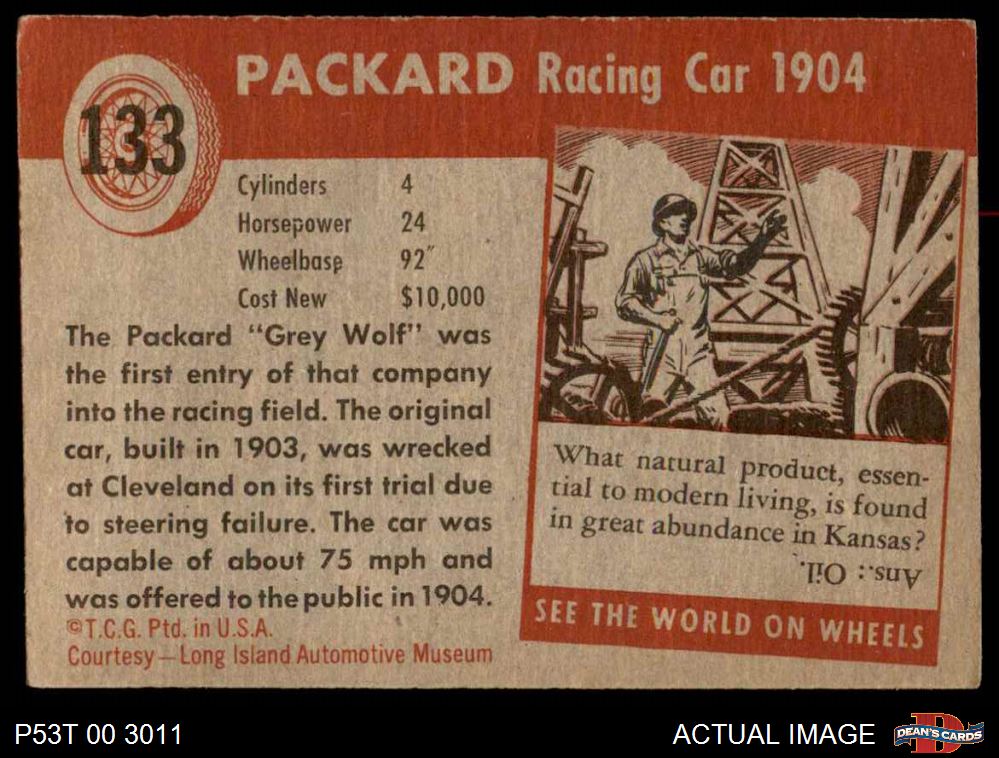 133
PACKARD Racing Car 1904
Cylinders 4
Horsepower 24
Wheelbase 92"
Cost New $10,000
The Packard "Grey Wolf" was
the first entry of that company
into the racing field. The original
car, built in 1903, was wrecked
at Cleveland on its first trial due
to steering failure. The car was
capable of about 75 mph and
was offered to the public in 1904.
©T.C.G. Ptd. in U.S.A.
Courtesy—Long Island Automotive Museum
What natural product, essen-
tial to modern living, is found
in great abundance in Kansas?
Ans.: Oil.
SEE THE WORLD ON WHEELS
P53T 00 3011
ACTUAL IMAGE
D
DEAN'S CARDS